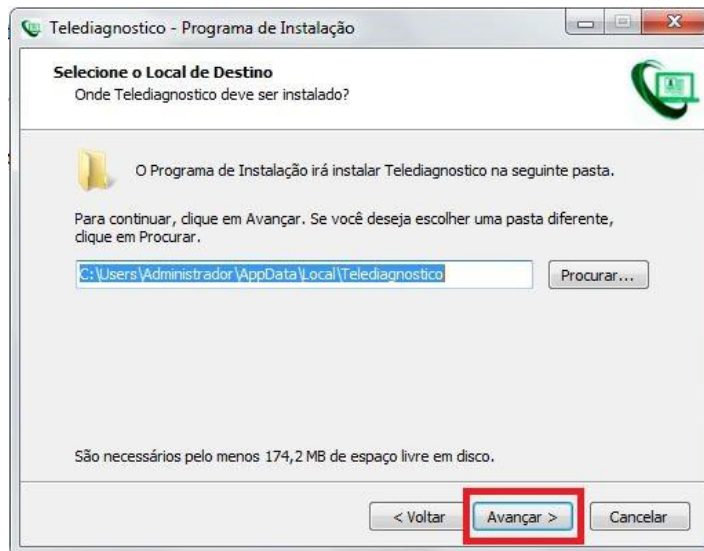 Telediagnostico - Programa de Instalação
Selecione o Local de Destino
Onde Telediagnostico deve ser instalado?
O Programa de Instalação irá instalar Telediagnostico na seguinte pasta.
Para continuar, clique em Avançar. Se você deseja escolher uma pasta diferente,
clique em Procurar.
C:\Users\Administrador\AppData\Local\Telediagnostico
Procurar...
São necessários pelo menos 174,2 MB de espaço livre em disco.
< Voltar
Avançar >
Cancelar